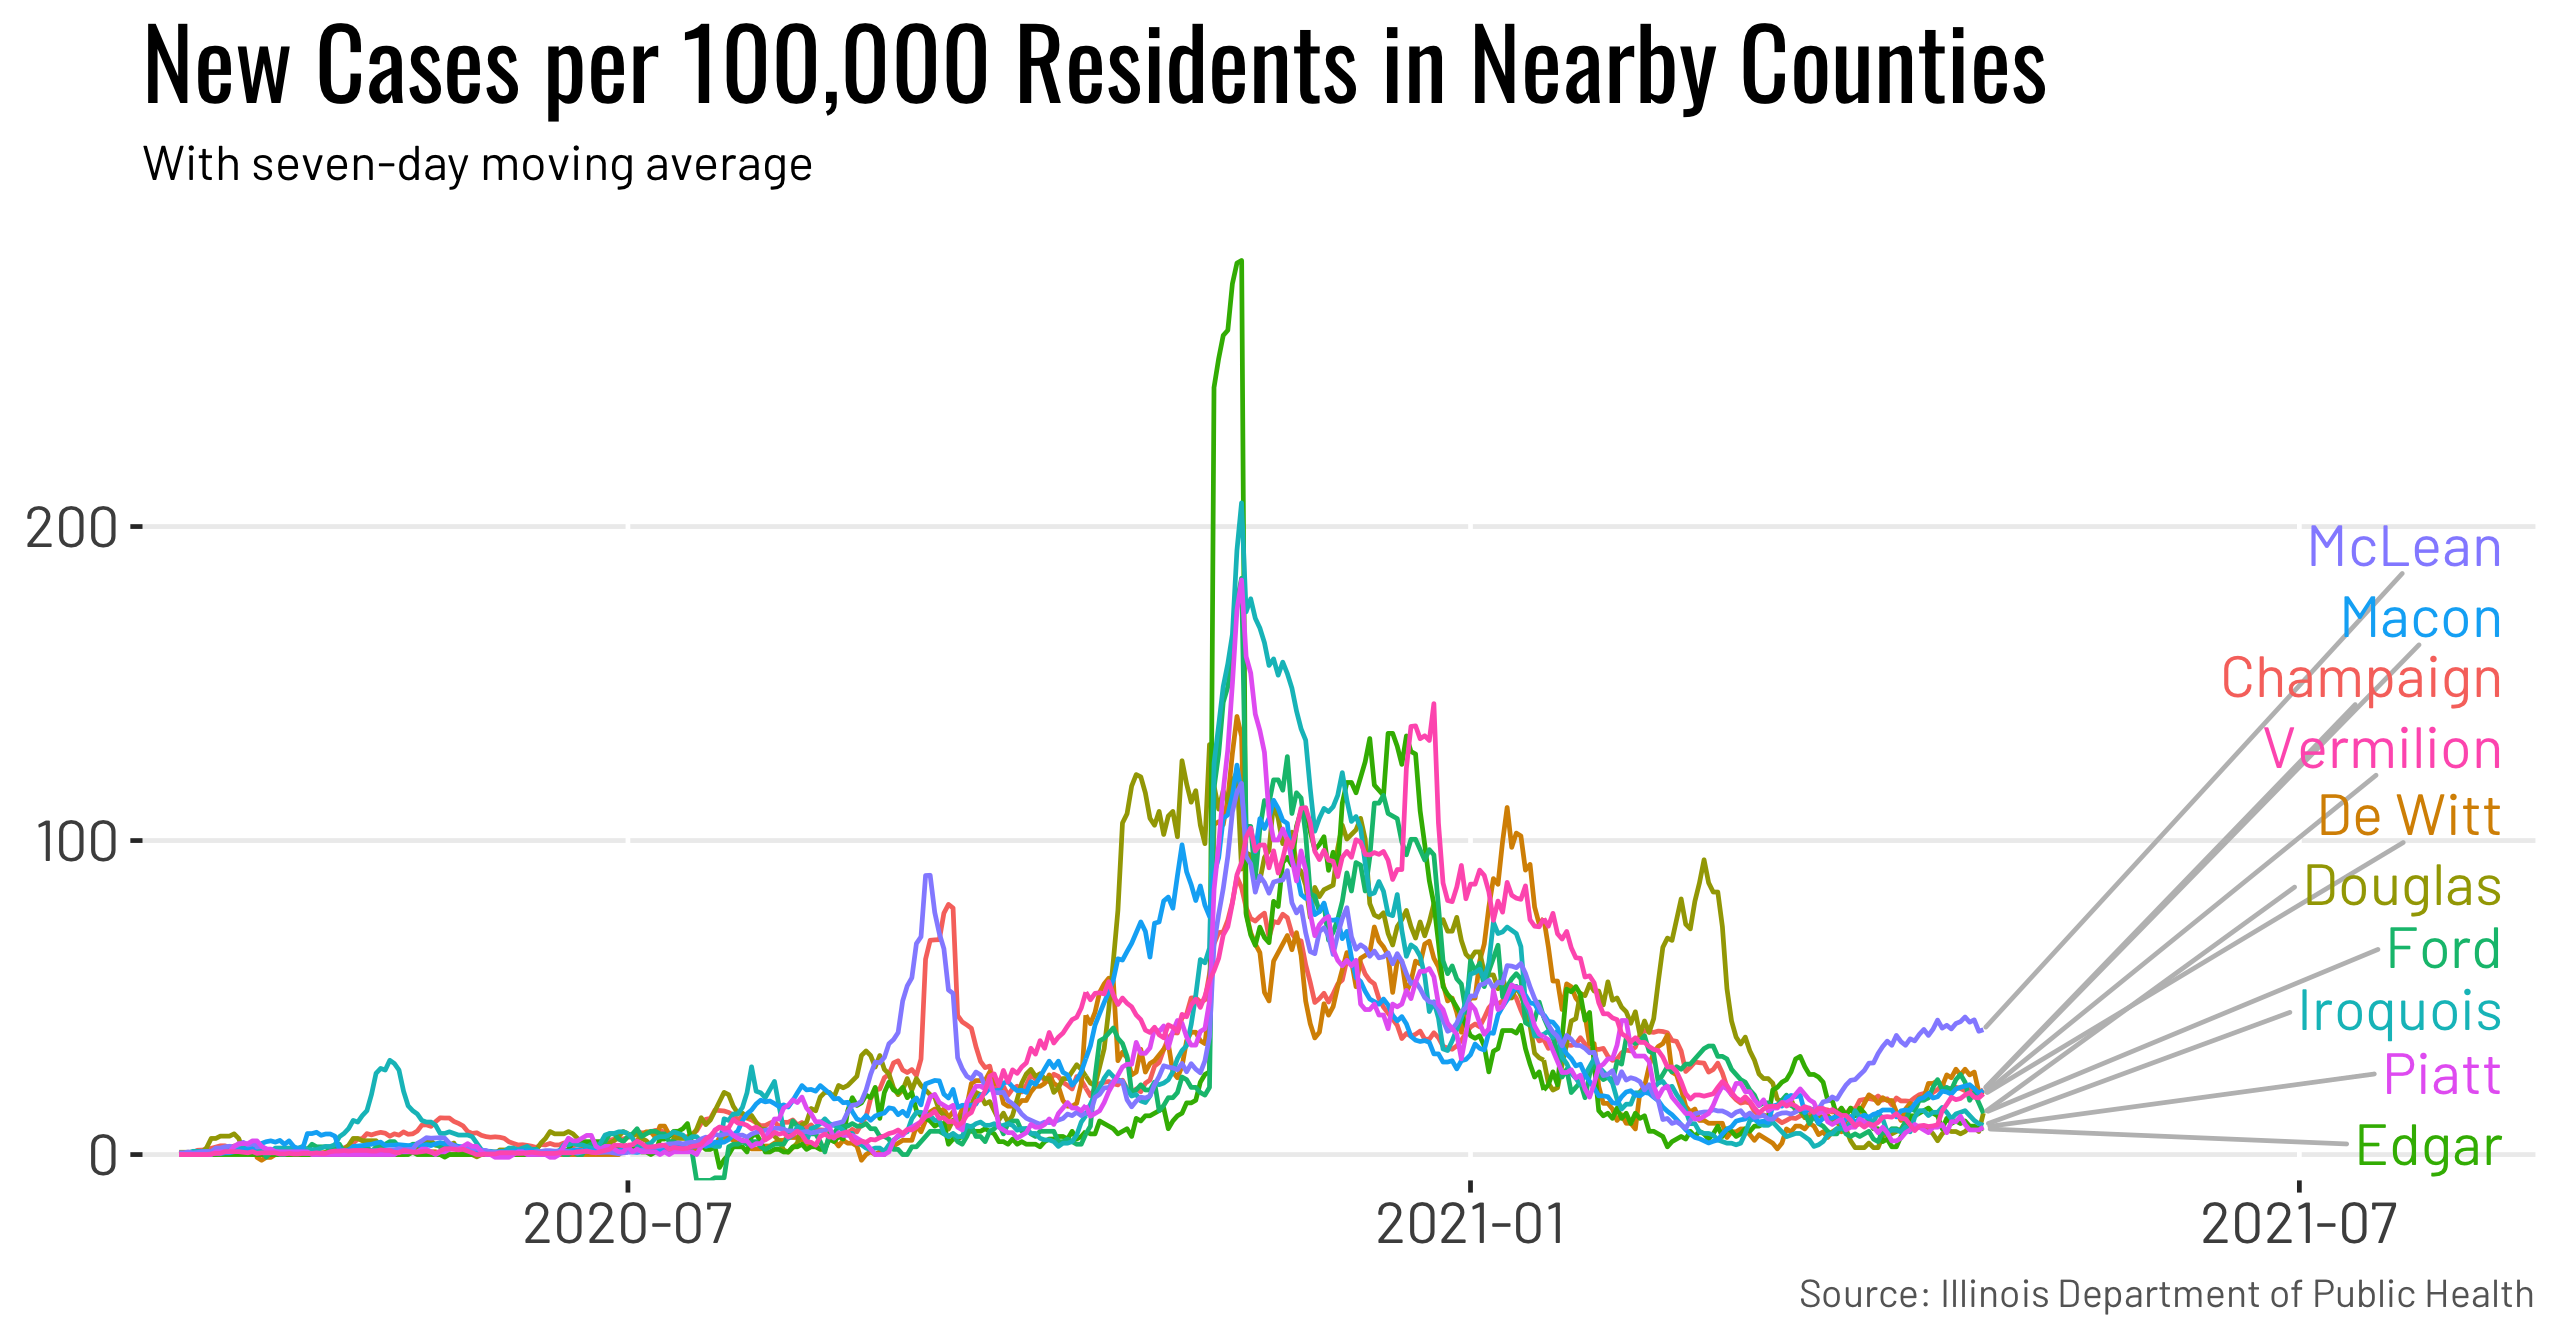 New Cases per 100,000 Residents in Nearby Counties
With seven-day moving average
200
100
0
McLean
Macon
Champaign
Vermilion
De Witt
Douglas
Ford
Iroquois
Piatt
Edgar
2020-07
2021-01
2021-07
Source: Illinois Department of Public Health